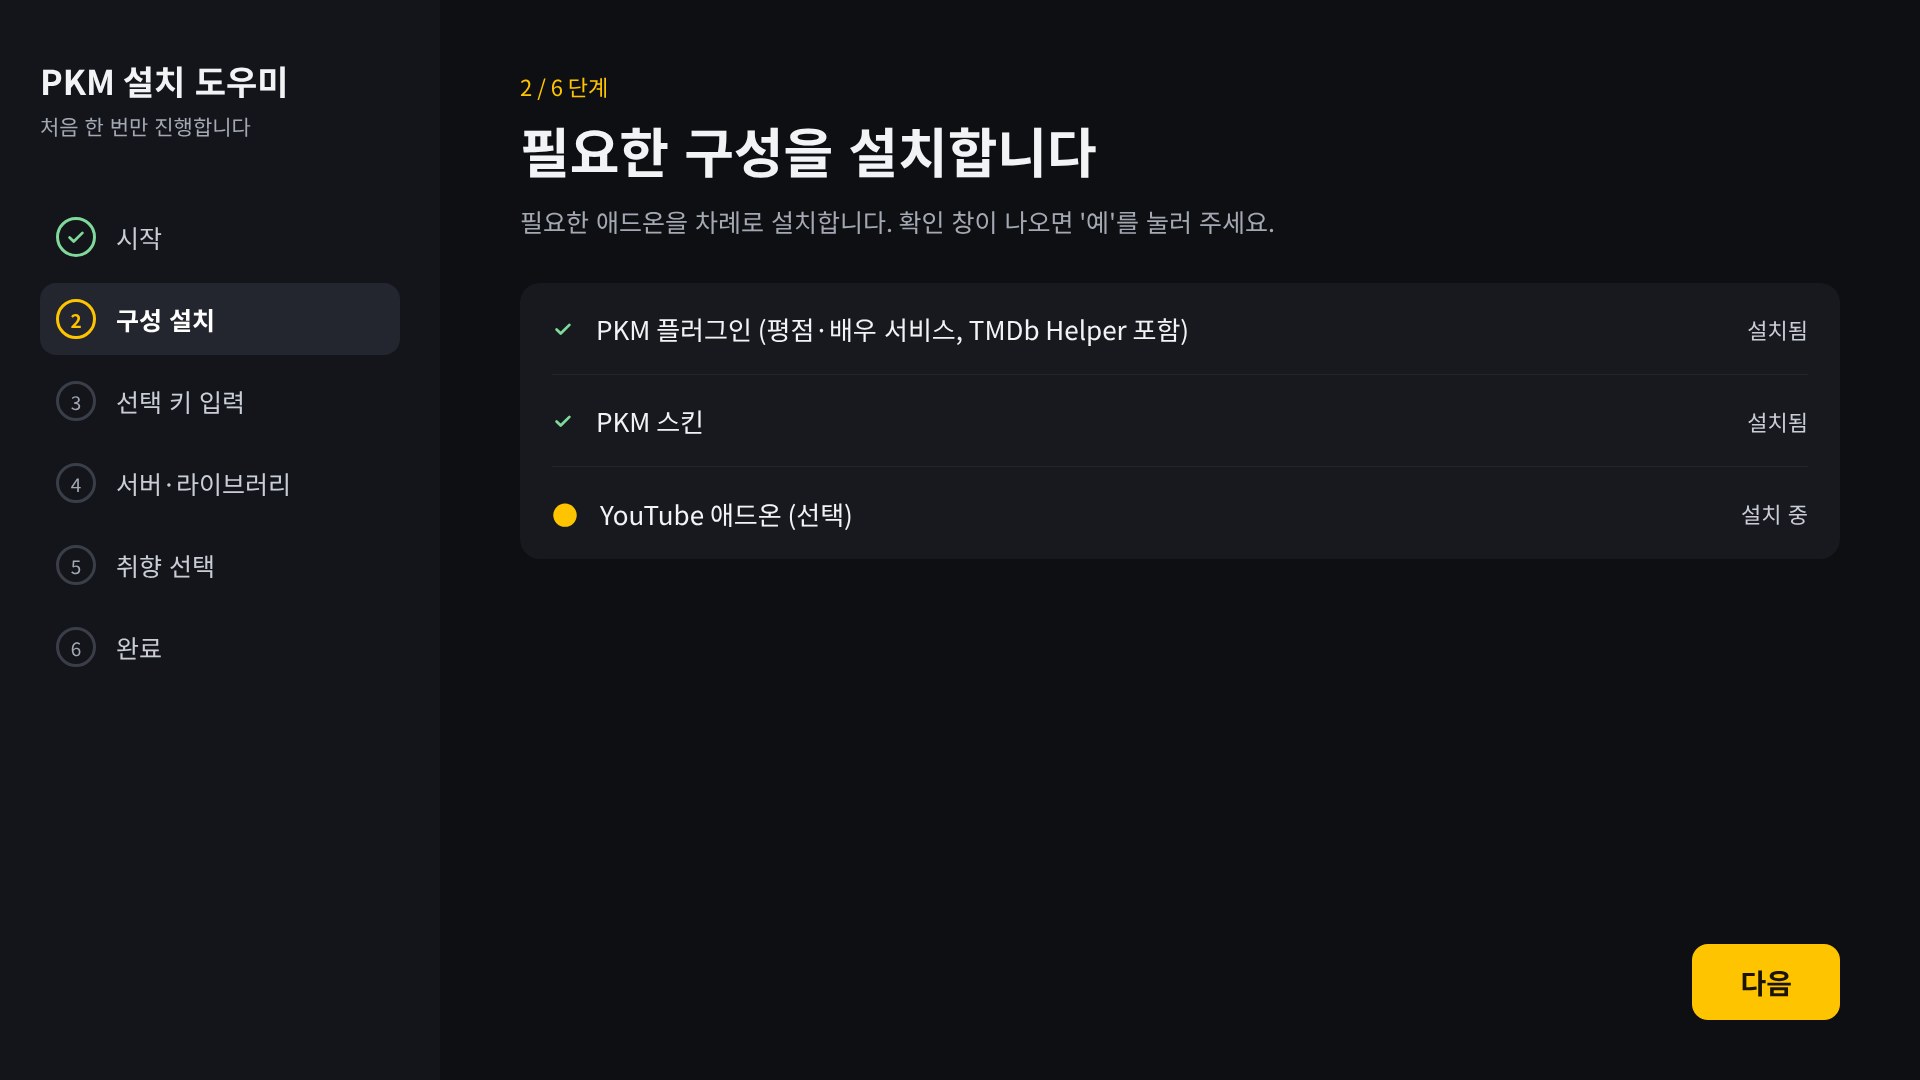 PKM 설치 도우미
처음 한 번만 진행합니다
시작
2 구성 설치
3 선택 키 입력
4 서버·라이브러리
5 취향 선택
6 완료
2 / 6 단계
필요한 구성을 설치합니다
필요한 애드온을 차례로 설치합니다. 확인 창이 나오면 '예'를 눌러 주세요.
PKM 플러그인 (평점·배우 서비스, TMDb Helper 포함) 설치됨
PKM 스킨 설치됨
YouTube 애드온 (선택) 설치 중
다음